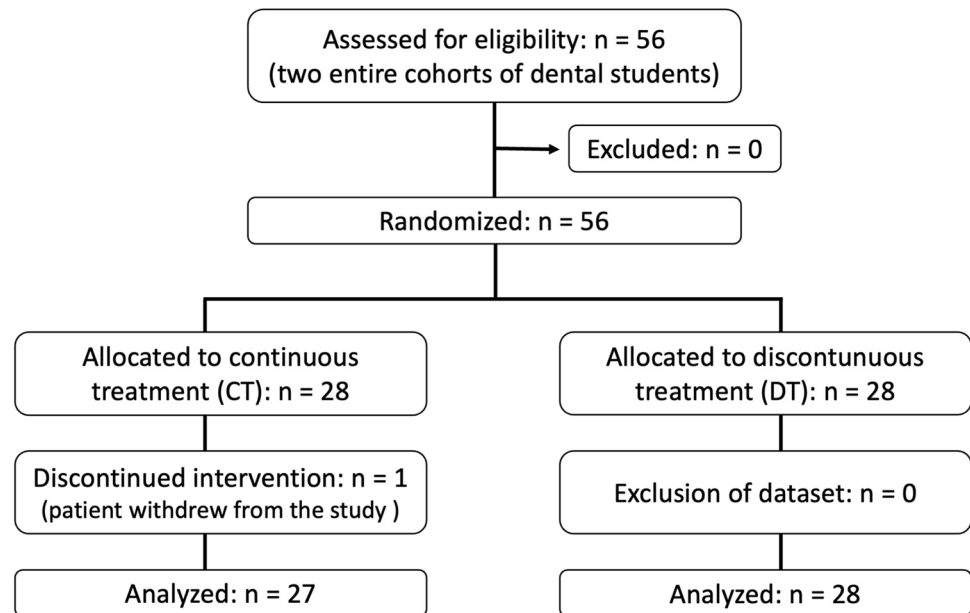 Assessed for eligibility: n = 56
(two entire cohorts of dental students)
Excluded: n = 0
Randomized: n = 56
Allocated to continuous
treatment (CT): n = 28
Allocated to discontunuous
treatment (DT): n = 28
Discontinued intervention: n = 1
(patient withdrew from the study )
Exclusion of dataset: n = 0
Analyzed: n = 27
Analyzed: n = 28